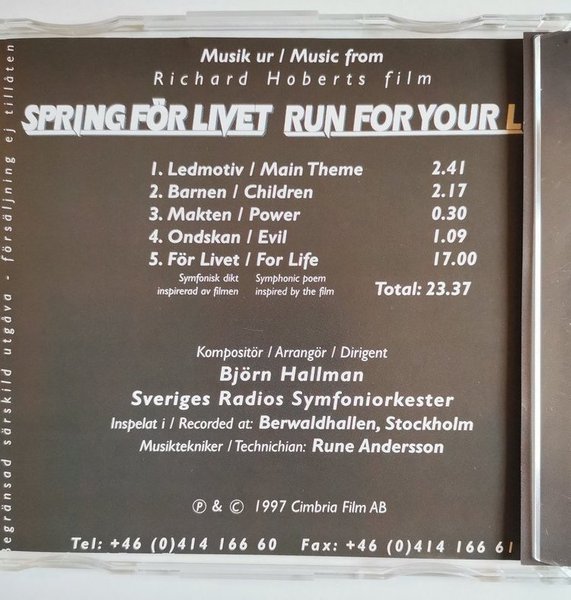 Musik ur / Music from
Richard Hoberts film
SPRING FÖR LIVET RUN FOR YOUR L
1. Ledmotiv / Main Theme 2.41
2. Barnen / Children 2.17
3. Makten / Power 0.30
4. Ondskan / Evil 1.09
5. För Livet / For Life 17.00
Symfonisk dikt Symphonic poem
inspirerad av filmen inspired by the film
Total: 23.37
Kompositör / Arrangör / Dirigent
Björn Hallman
Sveriges Radios Symfoniorkester
Inspelat i / Recorded at: Berwaldhallen, Stockholm
Musiktekniker / Technichian: Rune Andersson
℗ & © 1997 Cimbria Film AB
Tel: +46 (0)414 166 60 Fax: +46 (0)414 166 61
Begränsad särskild utgåva - försäljning ej tillåten